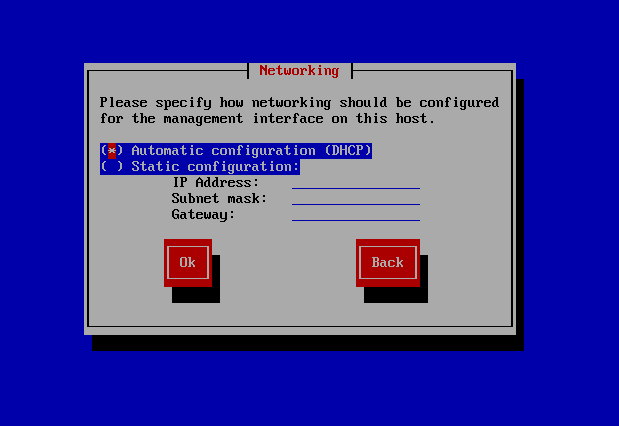 Networking
Please specify how networking should be configured
for the management interface on this host.
(*) Automatic configuration (DHCP)
( ) Static configuration:
IP Address:
Subnet mask:
Gateway:
Ok Back